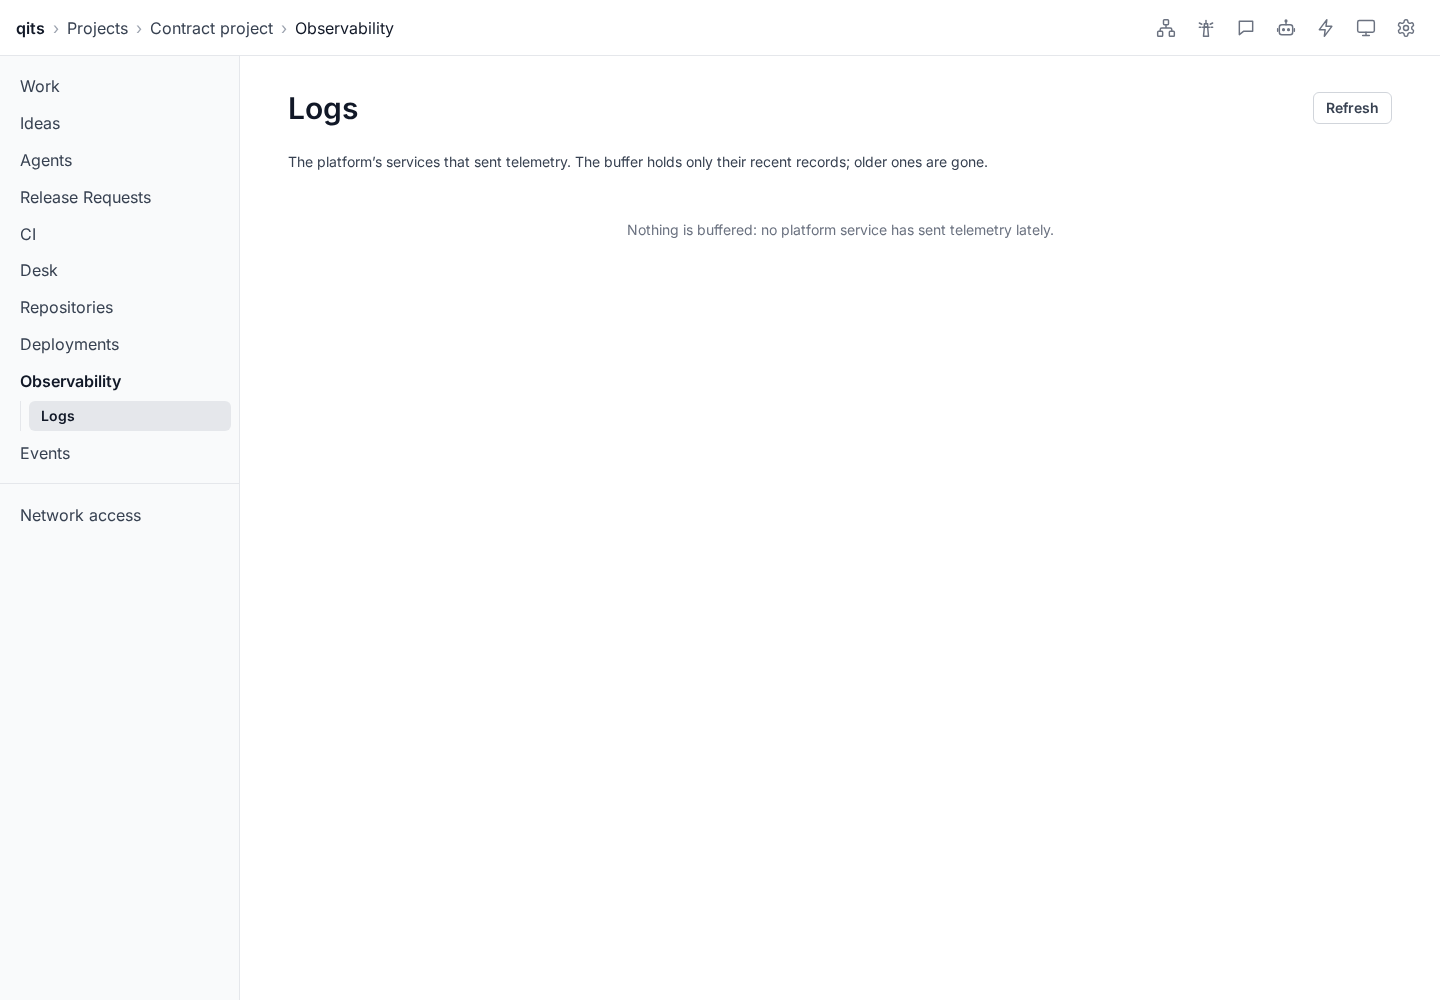 qits › Projects › Contract project › Observability
Work
Ideas
Agents
Release Requests
CI
Desk
Repositories
Deployments
Observability
Logs
Events
Network access
Logs
Refresh
The platform’s services that sent telemetry. The buffer holds only their recent records; older ones are gone.
Nothing is buffered: no platform service has sent telemetry lately.